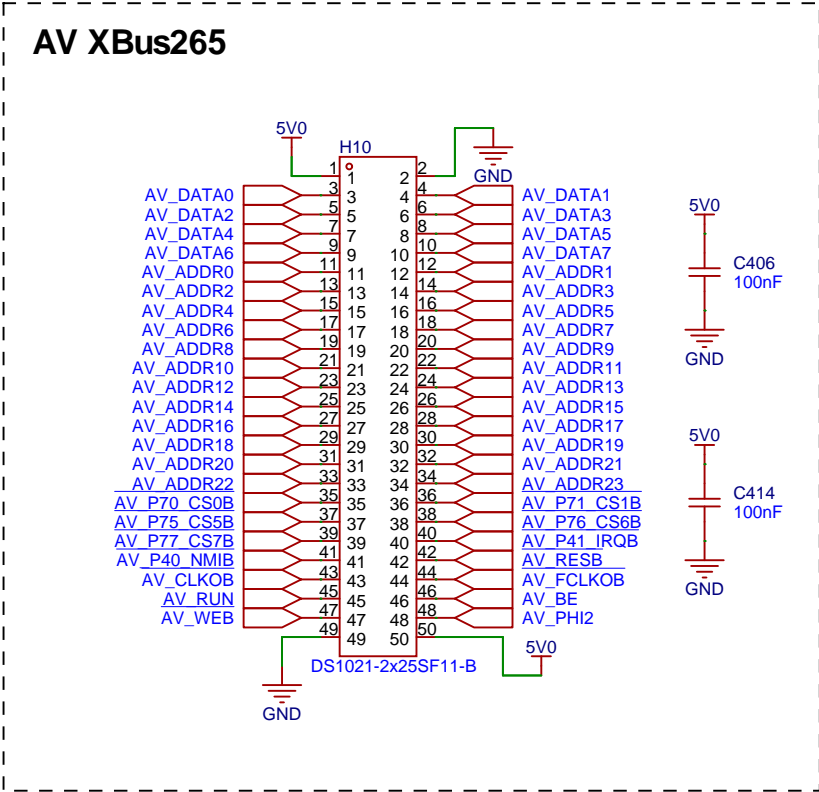 AV XBus265
5V0
H10
GND
1 1 2 2
AV_DATA0 3 3 4 4 AV_DATA1
AV_DATA2 5 5 6 6 AV_DATA3
AV_DATA4 7 7 8 8 AV_DATA5
AV_DATA6 9 9 10 10 AV_DATA7
AV_ADDR0 11 11 12 12 AV_ADDR1
AV_ADDR2 13 13 14 14 AV_ADDR3
AV_ADDR4 15 15 16 16 AV_ADDR5
AV_ADDR6 17 17 18 18 AV_ADDR7
AV_ADDR8 19 19 20 20 AV_ADDR9
AV_ADDR10 21 21 22 22 AV_ADDR11
AV_ADDR12 23 23 24 24 AV_ADDR13
AV_ADDR14 25 25 26 26 AV_ADDR15
AV_ADDR16 27 27 28 28 AV_ADDR17
AV_ADDR18 29 29 30 30 AV_ADDR19
AV_ADDR20 31 31 32 32 AV_ADDR21
AV_ADDR22 33 33 34 34 AV_ADDR23
AV_P70_CS0B 35 35 36 36 AV_P71_CS1B
AV_P75_CS5B 37 37 38 38 AV_P76_CS6B
AV_P77_CS7B 39 39 40 40 AV_P41_IRQB
AV_P40_NMIB 41 41 42 42 AV_RESB
AV_CLKOB 43 43 44 44 AV_FCLKOB
AV_RUN 45 45 46 46 AV_BE
AV_WEB 47 47 48 48 AV_PHI2
49 49 50 50
DS1021-2x25SF11-B
5V0
GND
5V0
C406
100nF
GND
5V0
C414
100nF
GND